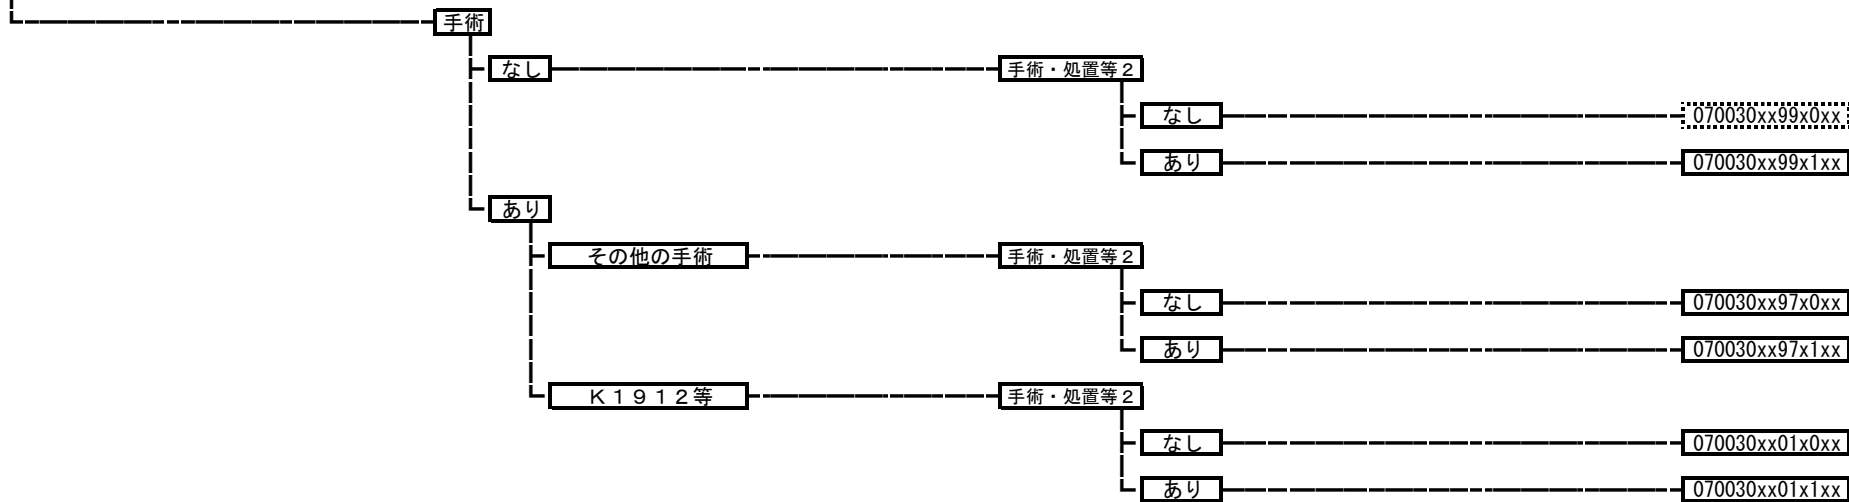 手術
なし 手術・処置等２
なし 070030xx99x0xx
あり 070030xx99x1xx
あり
その他の手術 手術・処置等２
なし 070030xx97x0xx
あり 070030xx97x1xx
Ｋ１９１２等 手術・処置等２
なし 070030xx01x0xx
あり 070030xx01x1xx